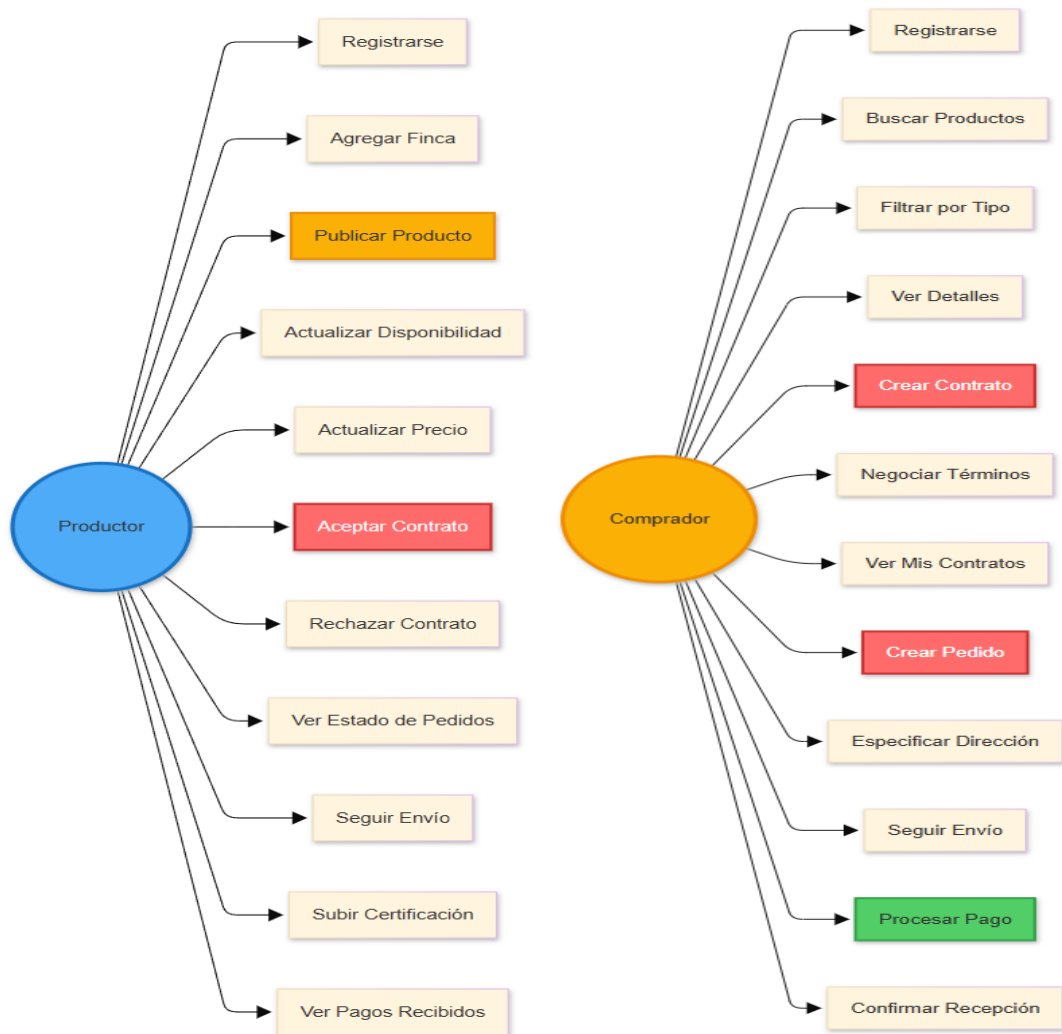 Registrarse
Agregar Finca
Publicar Producto
Actualizar Disponibilidad
Actualizar Precio
Productor
Aceptar Contrato
Rechazar Contrato
Ver Estado de Pedidos
Seguir Envío
Subir Certificación
Ver Pagos Recibidos
Registrarse
Buscar Productos
Filtrar por Tipo
Ver Detalles
Crear Contrato
Negociar Términos
Comprador
Ver Mis Contratos
Crear Pedido
Especificar Dirección
Seguir Envío
Procesar Pago
Confirmar Recepción